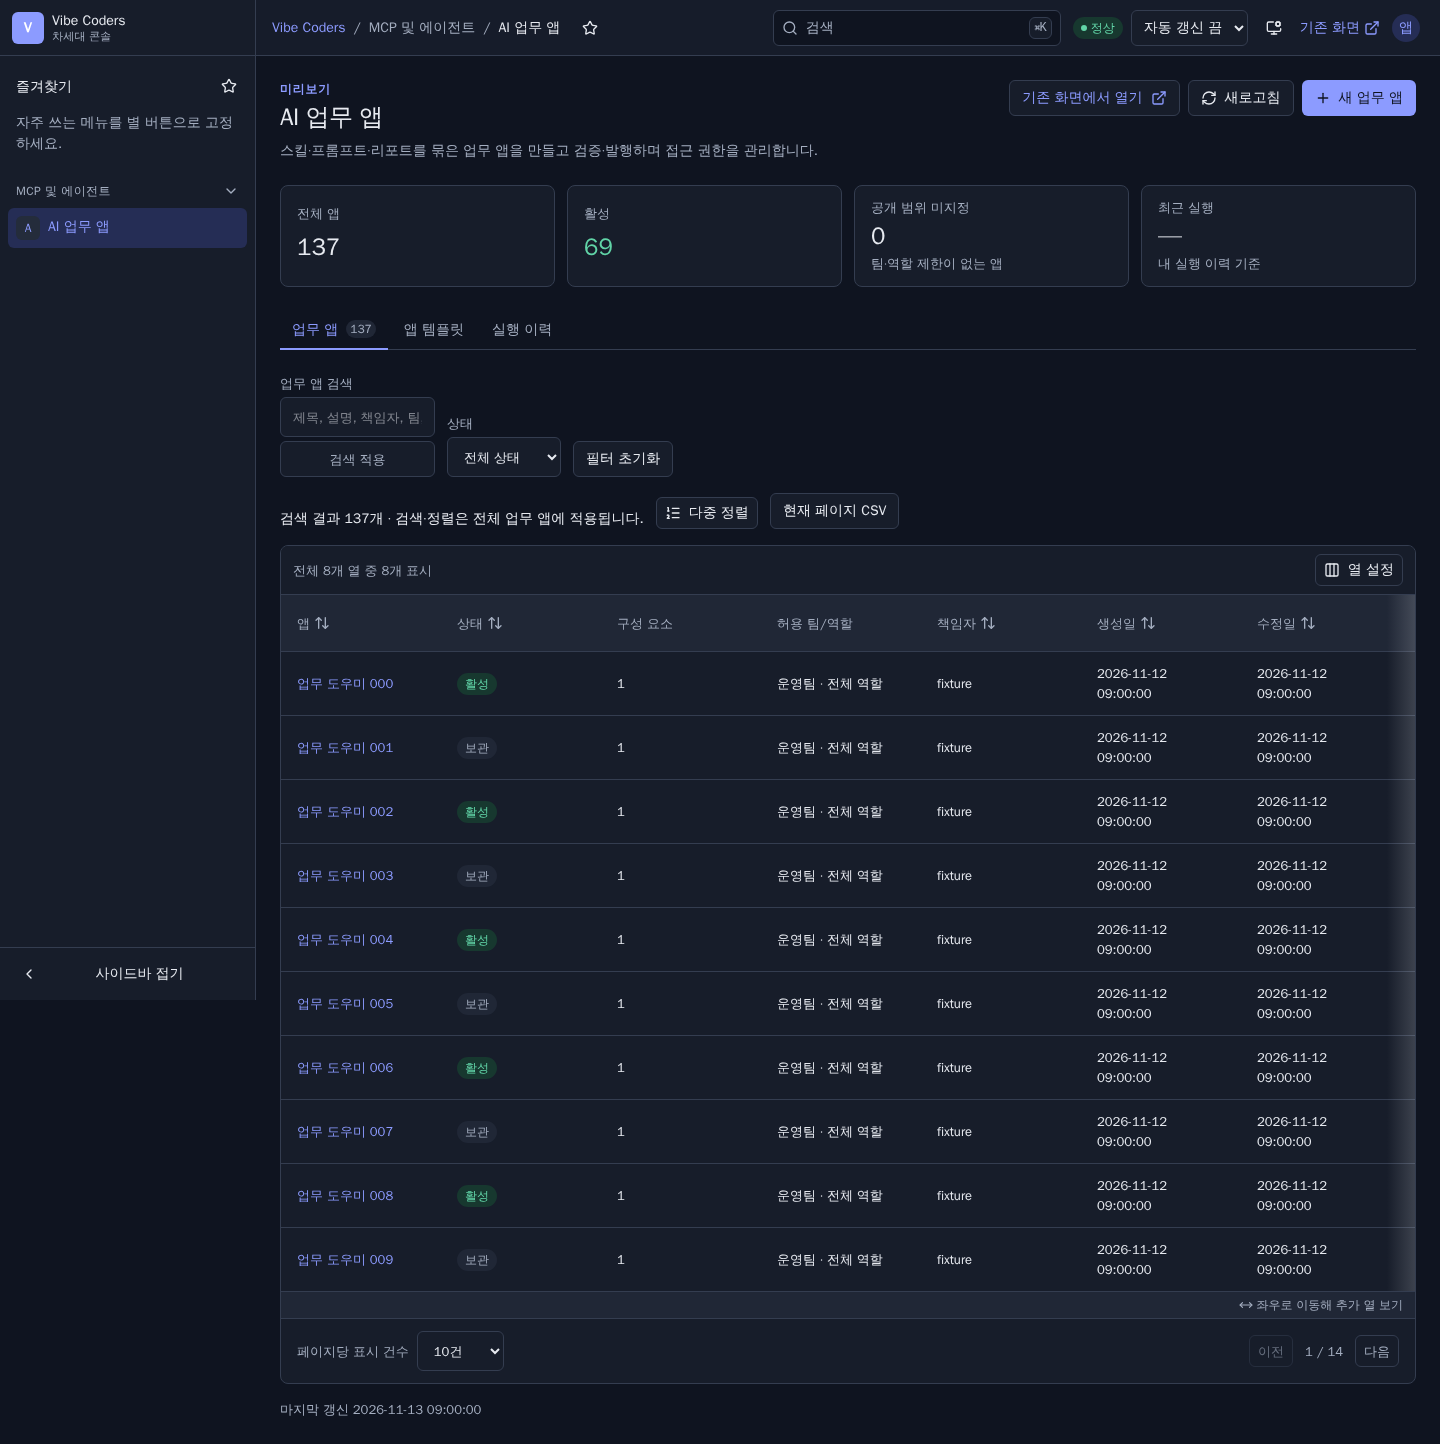 V
Vibe Coders
차세대 콘솔
Vibe Coders / MCP 및 에이전트 / AI 업무 앱
검색
⌘K
정상
자동 갱신 끔
기존 화면
앱
즐겨찾기
자주 쓰는 메뉴를 별 버튼으로 고정
하세요.
MCP 및 에이전트
A
AI 업무 앱
사이드바 접기
미리보기
AI 업무 앱
스킬·프롬프트·리포트를 묶은 업무 앱을 만들고 검증·발행하며 접근 권한을 관리합니다.
기존 화면에서 열기
새로고침
새 업무 앱
전체 앱
137
활성
69
공개 범위 미지정
0
팀·역할 제한이 없는 앱
최근 실행
—
내 실행 이력 기준
업무 앱 137
앱 템플릿
실행 이력
업무 앱 검색
제목, 설명, 책임자, 팀
검색 적용
상태
전체 상태
필터 초기화
검색 결과 137개 · 검색·정렬은 전체 업무 앱에 적용됩니다.
다중 정렬
현재 페이지 CSV
전체 8개 열 중 8개 표시
열 설정
앱 상태 구성 요소 허용 팀/역할 책임자 생성일 수정일
업무 도우미 000 활성 1 운영팀 · 전체 역할 fixture 2026-11-12 09:00:00 2026-11-12 09:00:00
업무 도우미 001 보관 1 운영팀 · 전체 역할 fixture 2026-11-12 09:00:00 2026-11-12 09:00:00
업무 도우미 002 활성 1 운영팀 · 전체 역할 fixture 2026-11-12 09:00:00 2026-11-12 09:00:00
업무 도우미 003 보관 1 운영팀 · 전체 역할 fixture 2026-11-12 09:00:00 2026-11-12 09:00:00
업무 도우미 004 활성 1 운영팀 · 전체 역할 fixture 2026-11-12 09:00:00 2026-11-12 09:00:00
업무 도우미 005 보관 1 운영팀 · 전체 역할 fixture 2026-11-12 09:00:00 2026-11-12 09:00:00
업무 도우미 006 활성 1 운영팀 · 전체 역할 fixture 2026-11-12 09:00:00 2026-11-12 09:00:00
업무 도우미 007 보관 1 운영팀 · 전체 역할 fixture 2026-11-12 09:00:00 2026-11-12 09:00:00
업무 도우미 008 활성 1 운영팀 · 전체 역할 fixture 2026-11-12 09:00:00 2026-11-12 09:00:00
업무 도우미 009 보관 1 운영팀 · 전체 역할 fixture 2026-11-12 09:00:00 2026-11-12 09:00:00
좌우로 이동해 추가 열 보기
페이지당 표시 건수 10건
이전 1 / 14 다음
마지막 갱신 2026-11-13 09:00:00